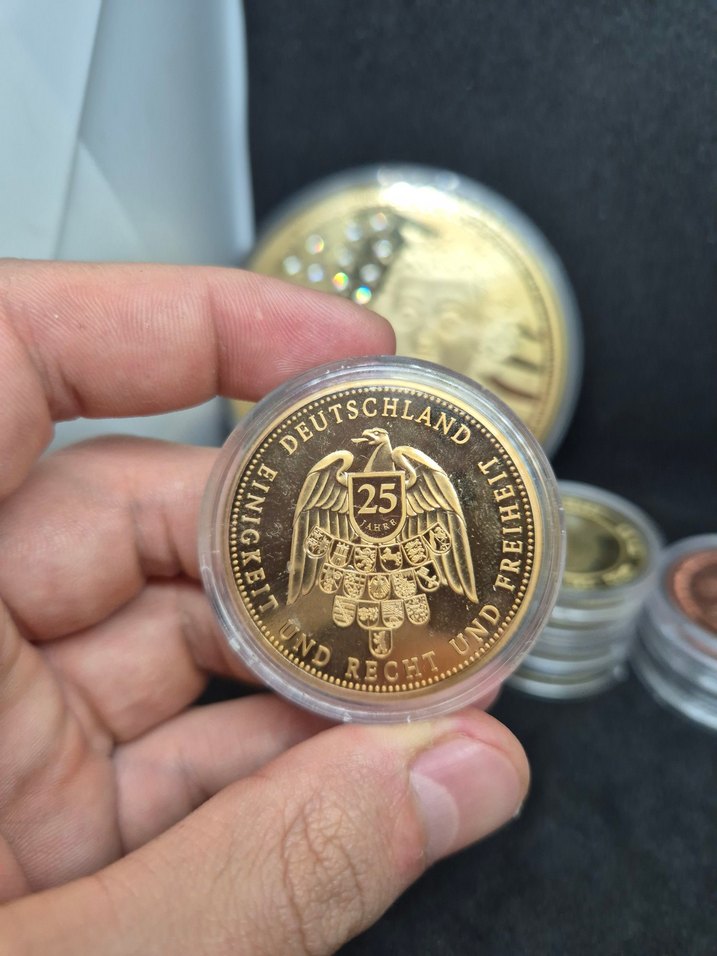 DEUTSCHLAND
EINIGKEIT UND RECHT UND FREIHEIT
25
JAHRE